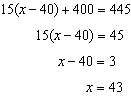 15(x − 40) + 400 = 445
15(x − 40) = 45
x − 40 = 3
x = 43